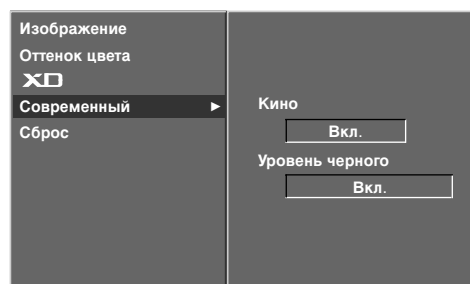 Изображение
Оттенок цвета
XD
Современный ►
Сброс
Кино
Вкл.
Уровень черного
Вкл.